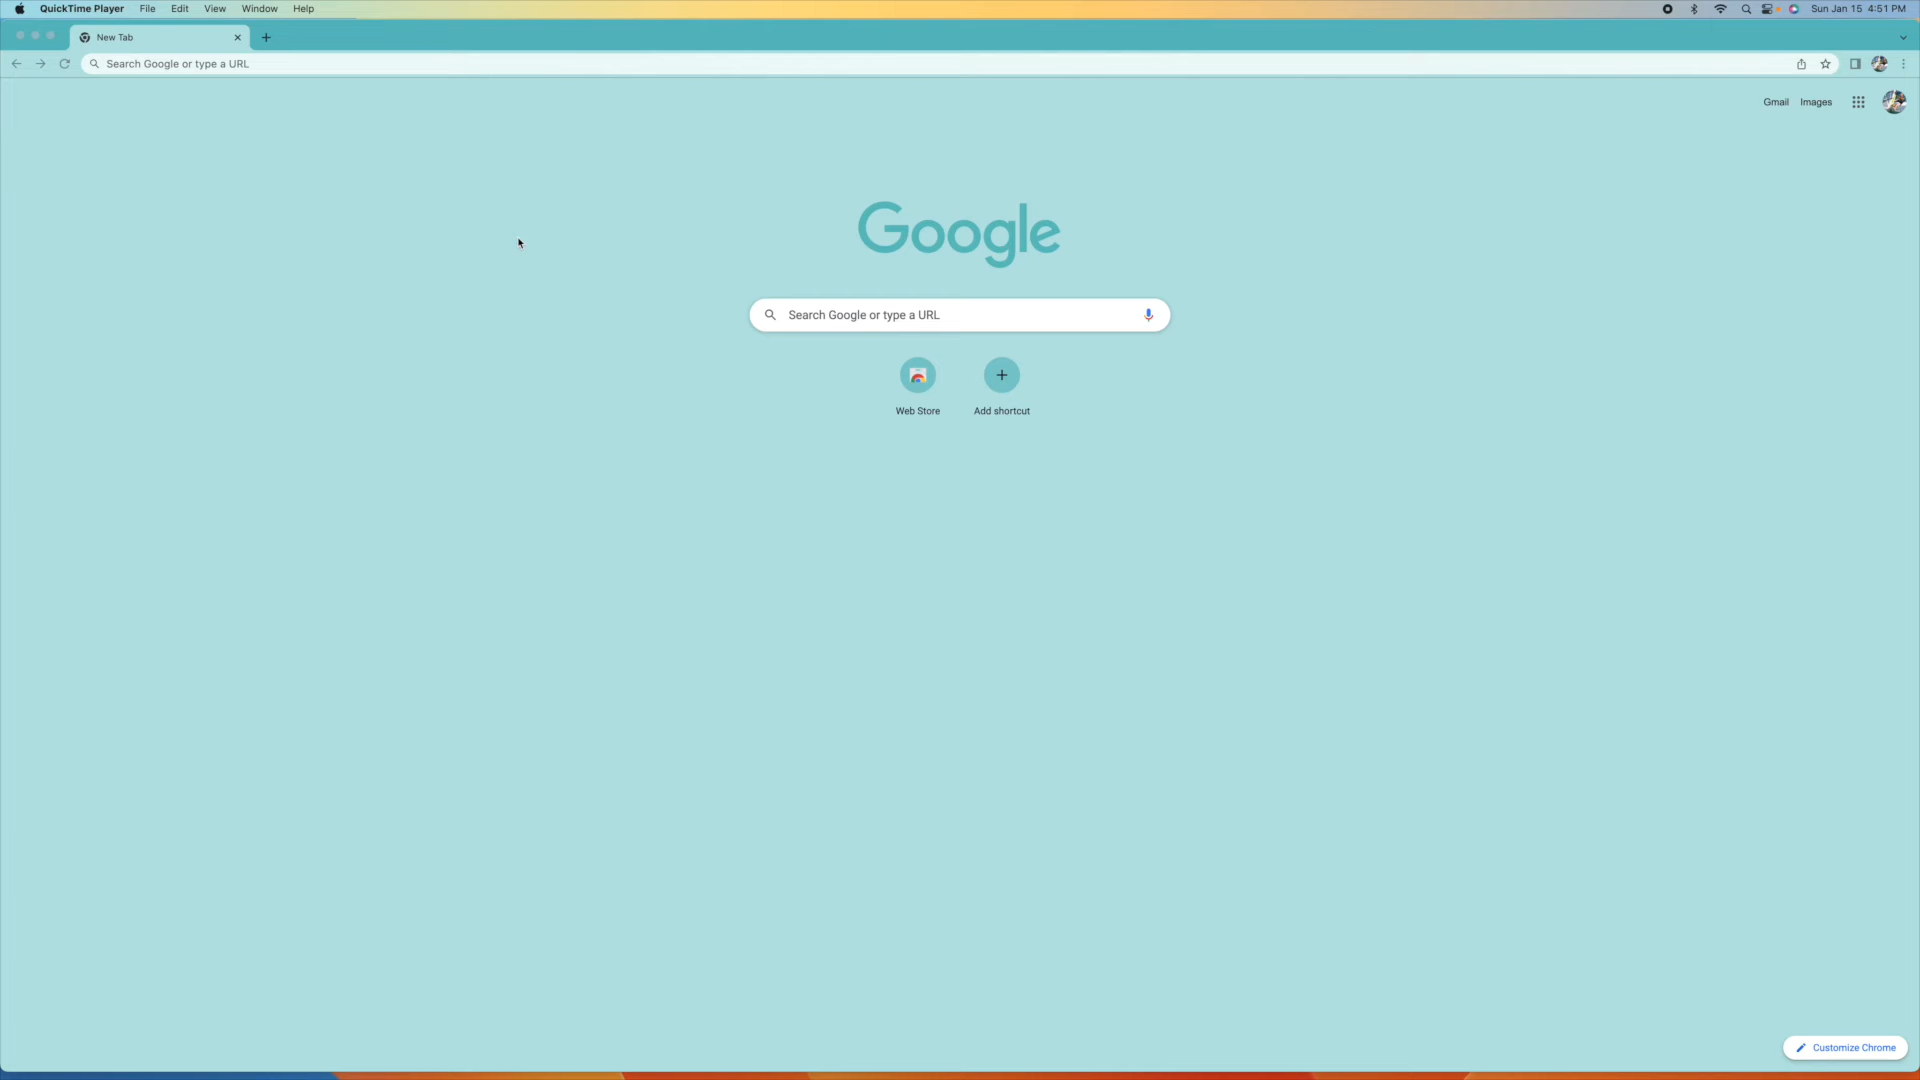 QuickTime Player File Edit View Window Help Sun Jan 15 4:51 PM
New Tab
Search Google or type a URL
Gmail Images
Google
Search Google or type a URL
Web Store Add shortcut
Customize Chrome